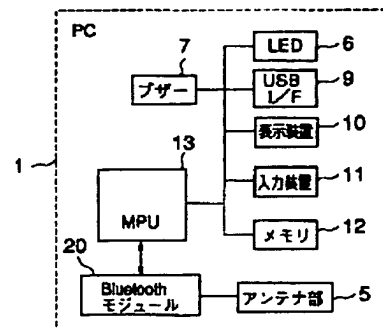 PC
7
ブザー
LED
6
USB
I/F
9
表示装置
10
1
13
MPU
入力装置
11
メモリ
12
20
Bluetooth
モジュール
アンテナ部
5